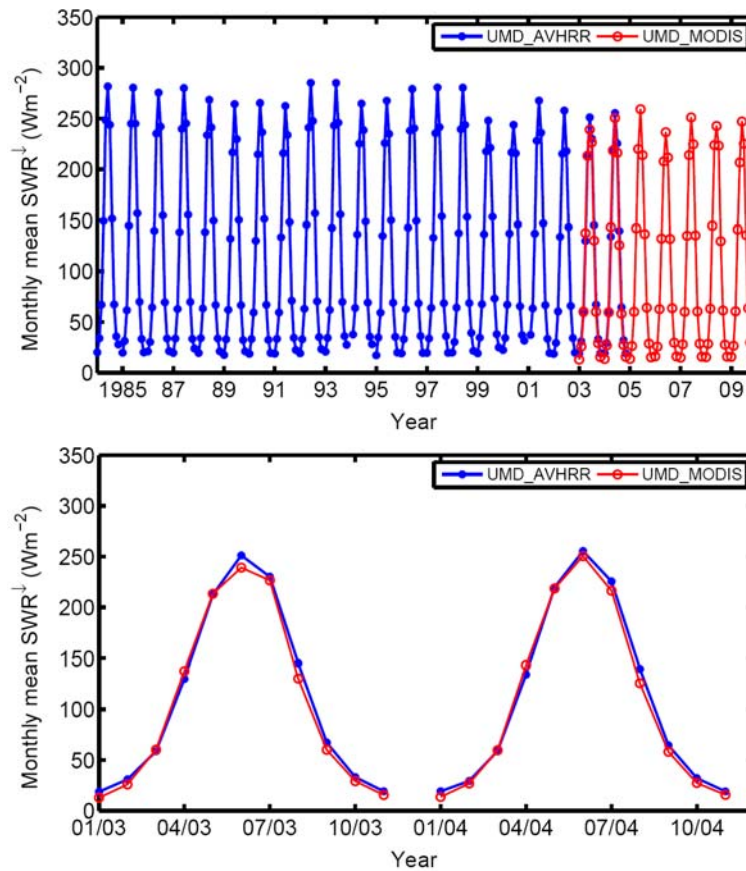 350
UMD_AVHRR UMD_MODIS
300
250
200
150
100
50
0
Monthly mean SWR↓ (Wm⁻²)
1985 87 89 91 93 95 97 99 01 03 05 07 09
Year
350
UMD_AVHRR UMD_MODIS
300
250
200
150
100
50
0
Monthly mean SWR↓ (Wm⁻²)
01/03 04/03 07/03 10/03 01/04 04/04 07/04 10/04
Year